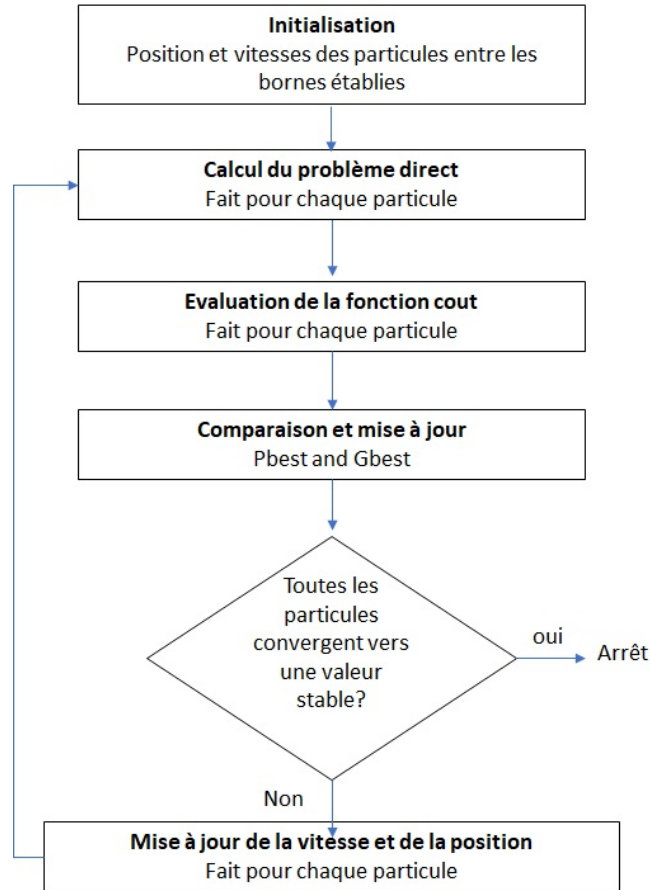 Initialisation
Position et vitesses des particules entre les
bornes établies
Calcul du problème direct
Fait pour chaque particule
Evaluation de la fonction cout
Fait pour chaque particule
Comparaison et mise à jour
Pbest and Gbest
Toutes les
particules
convergent vers
une valeur
stable?
oui
Arrêt
Non
Mise à jour de la vitesse et de la position
Fait pour chaque particule